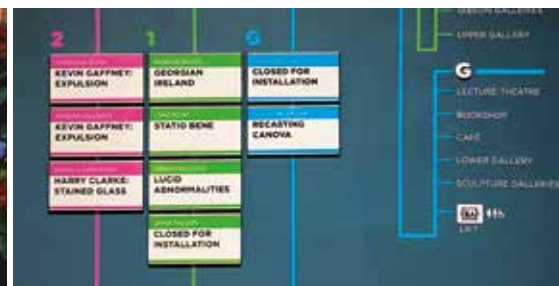 2
KEVIN GAFFNEY:
EXPULSION
KEVIN GAFFNEY:
EXPULSION
HARRY CLARKE:
STAINED GLASS
1
GEORGIAN
IRELAND
STATIO BENE
LUCID
ABNORMALITIES
CLOSED FOR
INSTALLATION
G
CLOSED FOR
INSTALLATION
RECASTING
CANOVA
GALLERIES
UPPER GALLERY
G
LECTURE THEATRE
BOOKSHOP
CAFE
LOWER GALLERY
SCULPTURE GALLERIES
LIFT